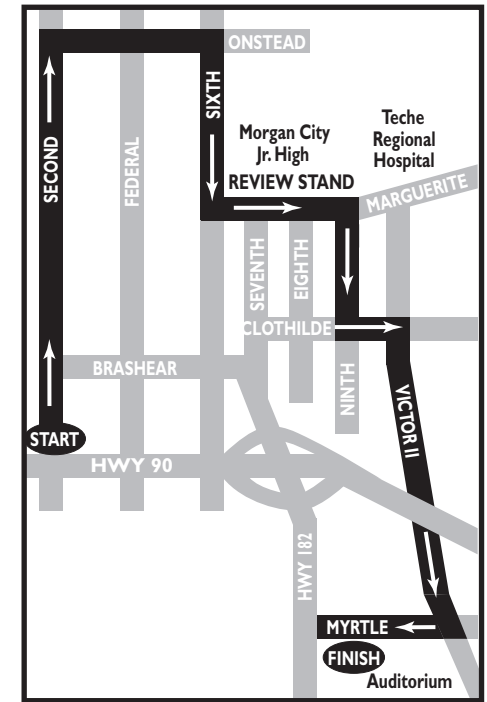 ONSTEAD
SIXTH
SECOND
FEDERAL
Morgan City
Jr. High
REVIEW STAND
Teche
Regional
Hospital
MARGUERITE
SEVENTH
EIGHTH
CLOTHILDE
BRASHEAR
NINTH
VICTOR II
START
HWY 90
HWY 182
MYRTLE
FINISH
Auditorium